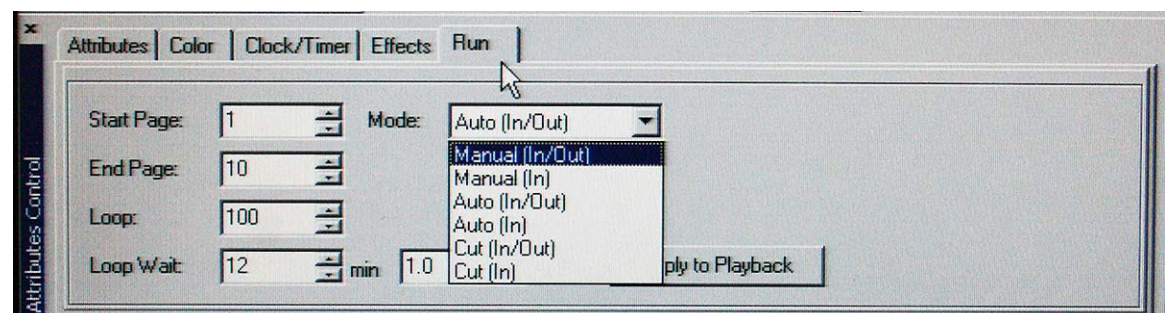 Attributes Color Clock/Timer Effects Run
Start Page: 1 Mode: Auto (In/Out)
Manual (In/Out)
End Page: 10
Manual (In)
Auto (In/Out)
Loop: 100
Auto (In)
Cut (In/Out)
Loop Wait: 12 min 1.0 ply to Playback
Cut (In)
Attributes Control